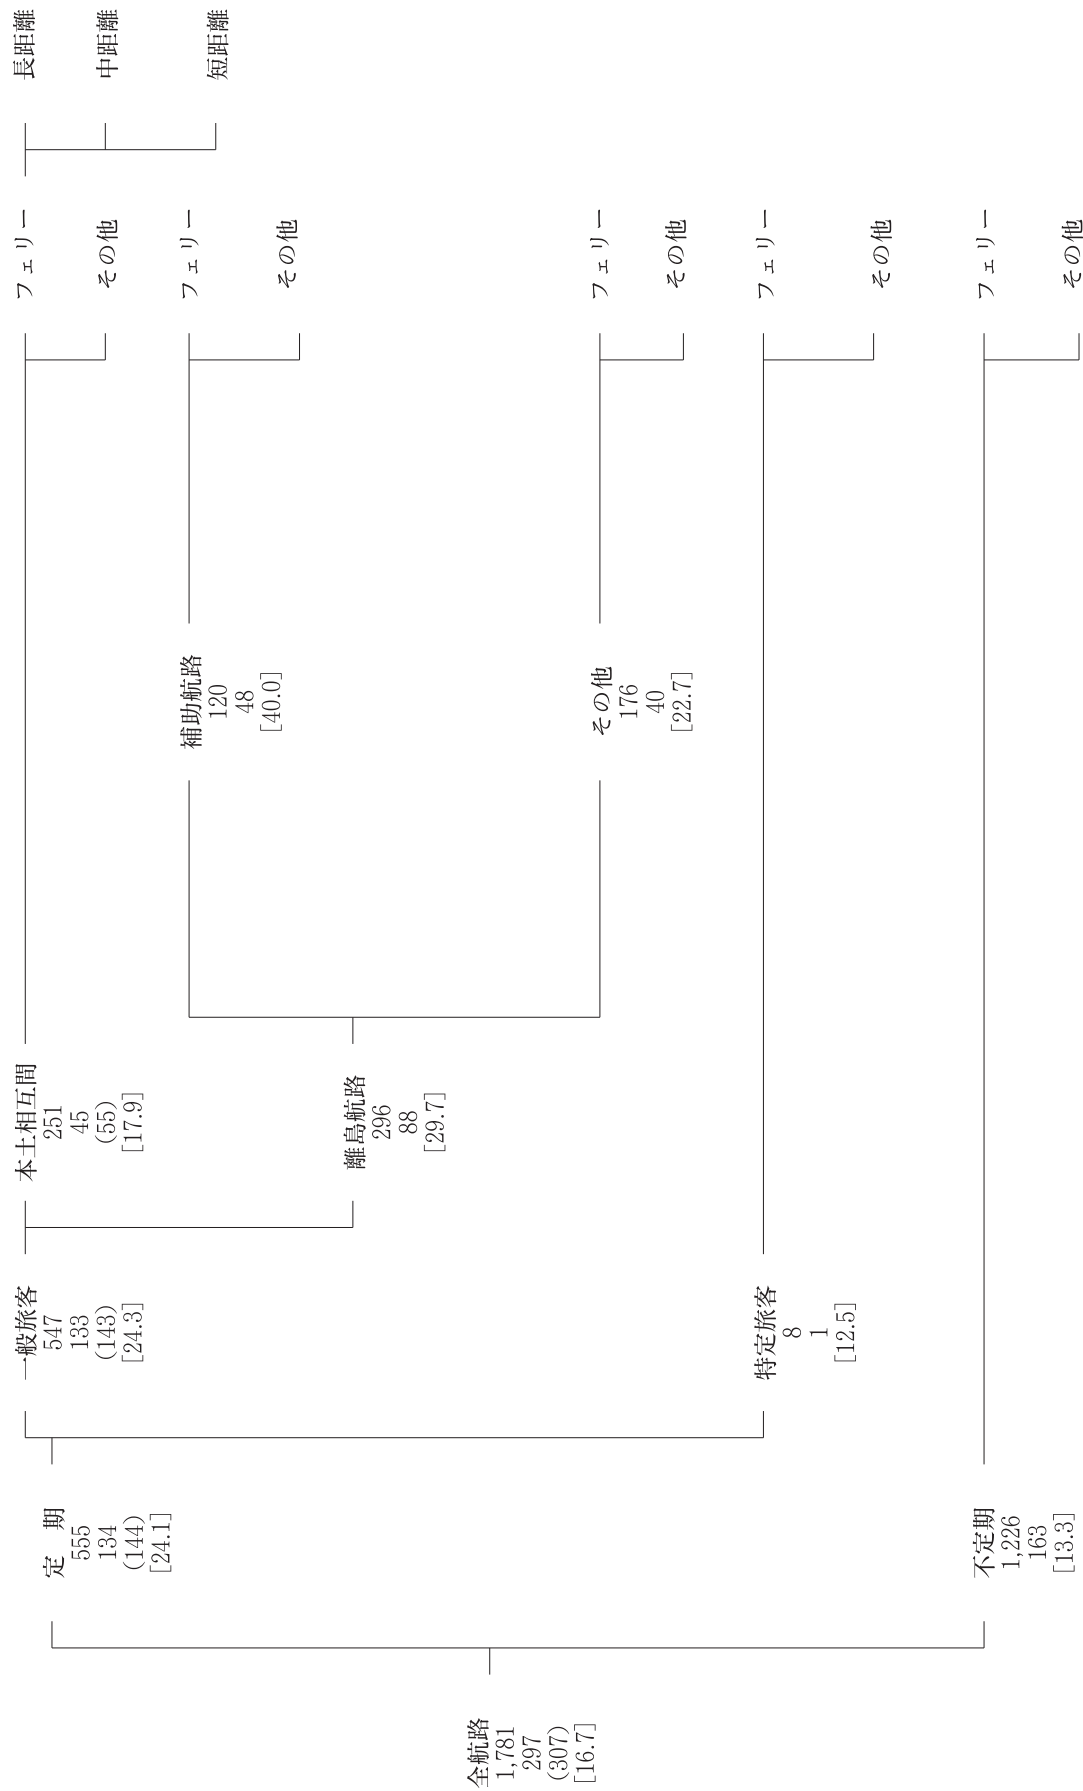 全航路
1,781
297
(307)
[16.7]
定　期
555
134
(144)
[24.1]
不定期
1,226
163
[13.3]
一般旅客
547
133
(143)
[24.3]
特定旅客
8
1
[12.5]
本土相互間
251
45
(55)
[17.9]
離島航路
296
88
[29.7]
補助航路
120
48
[40.0]
その他
176
40
[22.7]
フェリー
その他
フェリー
その他
フェリー
その他
フェリー
その他
フェリー
その他
長距離
中距離
短距離